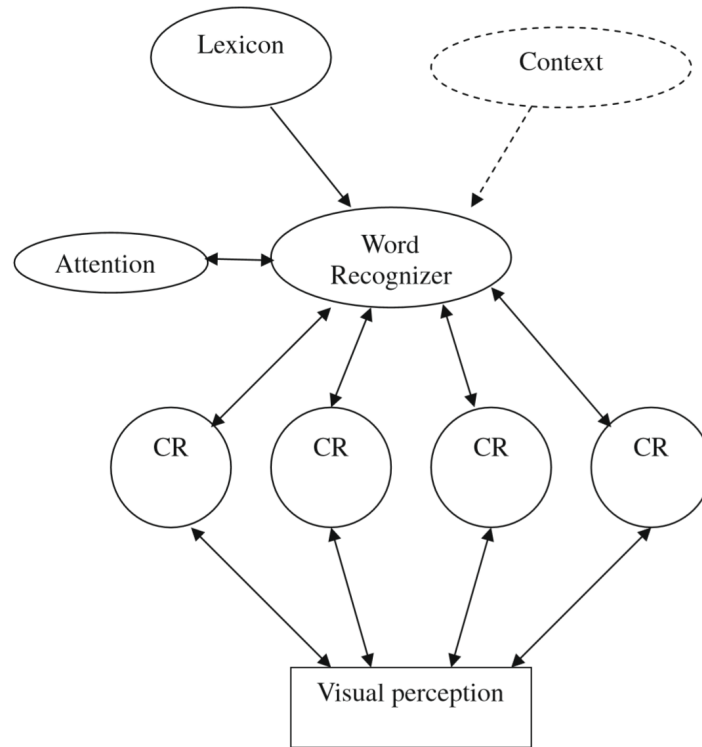 Lexicon
Context
Attention
Word
Recognizer
CR
CR
CR
CR
Visual perception